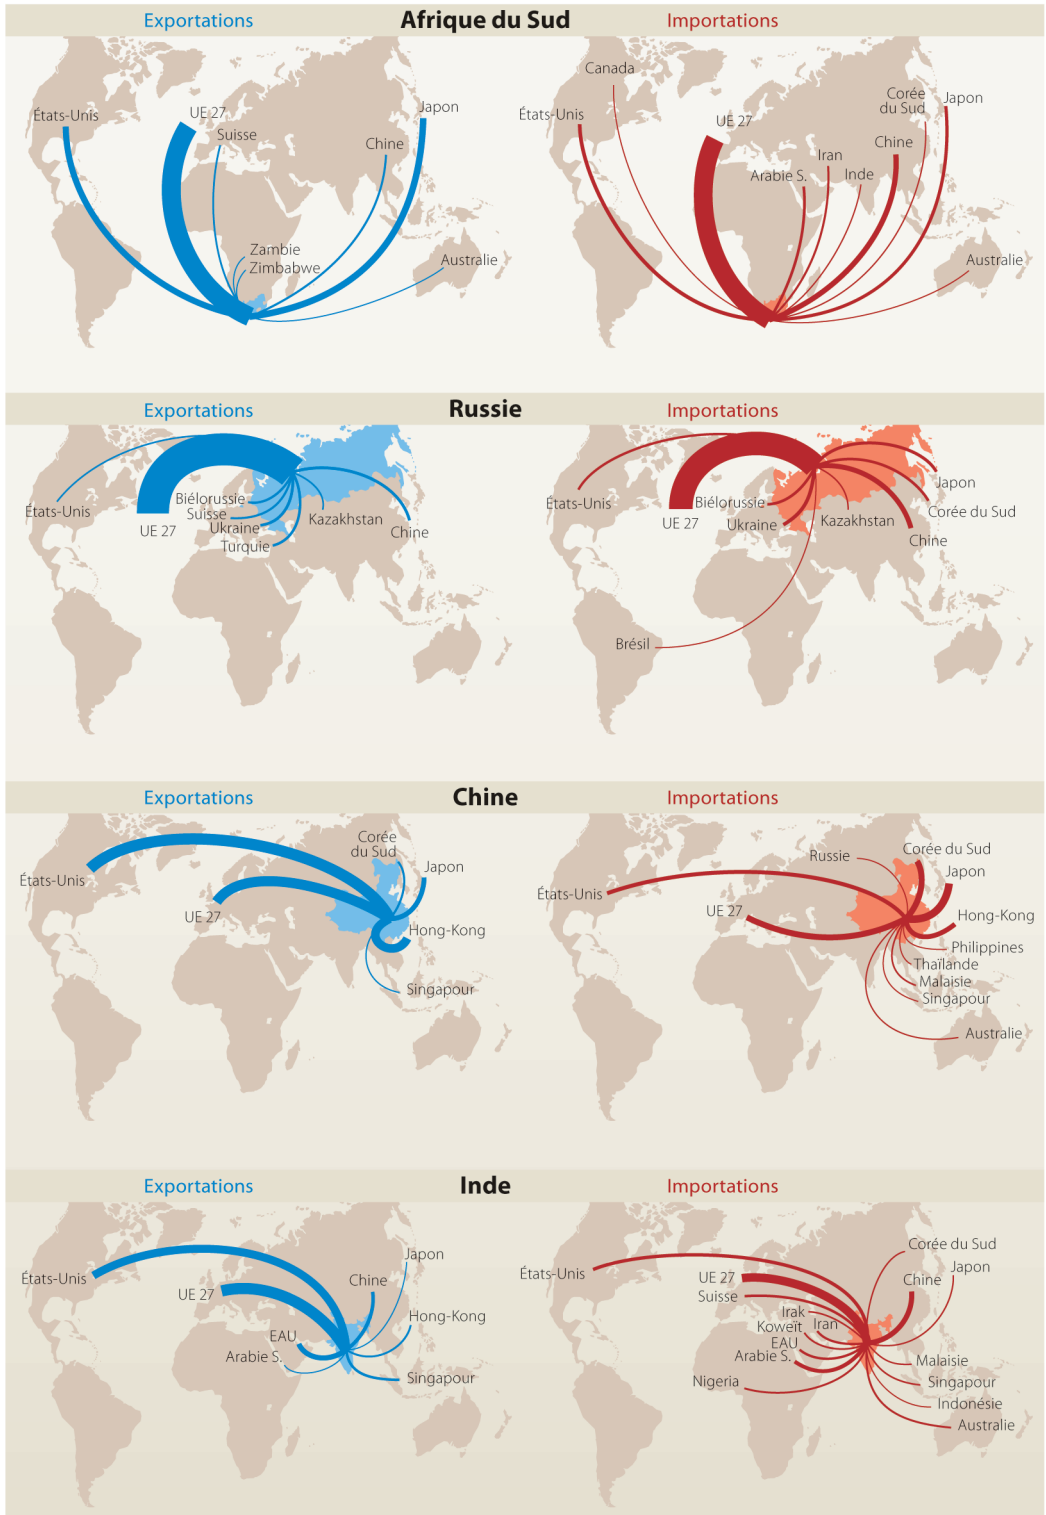 Exportations
Afrique du Sud
Importations
États-Unis
UE 27
Suisse
Japon
Chine
Zambie
Zimbabwe
Australie
Canada
États-Unis
UE 27
Corée
du Sud
Japon
Chine
Iran
Arabie S.
Inde
Australie
Exportations
Russie
Importations
États-Unis
UE 27
Biélorussie
Suisse
Ukraine
Turquie
Kazakhstan
Chine
États-Unis
UE 27
Biélorussie
Ukraine
Kazakhstan
Japon
Corée du Sud
Chine
Brésil
Exportations
Chine
Importations
États-Unis
UE 27
Corée
du Sud
Japon
Hong-Kong
Singapour
Russie
Corée du Sud
Japon
États-Unis
UE 27
Hong-Kong
Philippines
Thaïlande
Malaisie
Singapour
Australie
Exportations
Inde
Importations
États-Unis
UE 27
Japon
Chine
Hong-Kong
EAU
Arabie S.
Singapour
Corée du Sud
Japon
États-Unis
UE 27
Chine
Suisse
Irak
Koweït
Iran
EAU
Arabie S.
Nigeria
Malaisie
Singapour
Indonésie
Australie